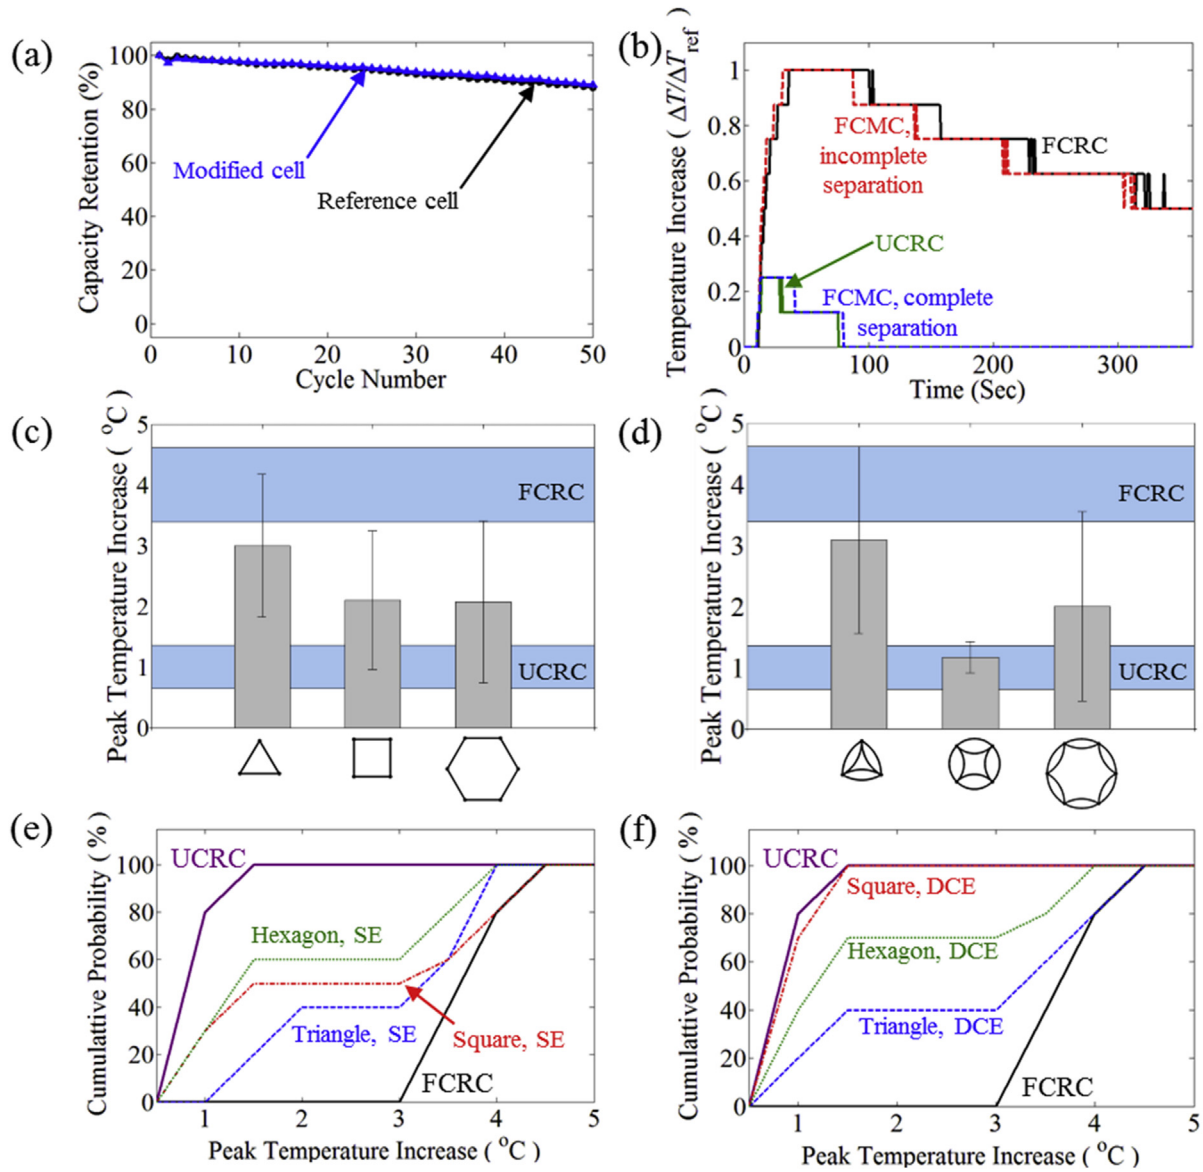 (a)
Capacity Retention (%)
100
80
60
40
20
0
Modified cell
Reference cell
0
10
20
30
40
50
Cycle Number
(b)
Temperature Increase ( ΔT/ΔTref)
1
0.8
0.6
0.4
0.2
0
FCMC,
incomplete
separation
FCRC
UCRC
FCMC, complete
separation
0
100
200
300
Time (Sec)
(c)
Peak Temperature Increase ( °C)
5
4
3
2
1
0
FCRC
UCRC
(d)
Peak Temperature Increase ( °C)
5
4
3
2
1
0
FCRC
UCRC
(e)
Cumulative Probability ( %)
100
80
60
40
20
0
UCRC
Hexagon, SE
Triangle, SE
Square, SE
FCRC
1
2
3
4
5
Peak Temperature Increase ( °C)
(f)
Cumulative Probability ( %)
100
80
60
40
20
0
UCRC
Square, DCE
Hexagon, DCE
Triangle, DCE
FCRC
1
2
3
4
5
Peak Temperature Increase ( °C)